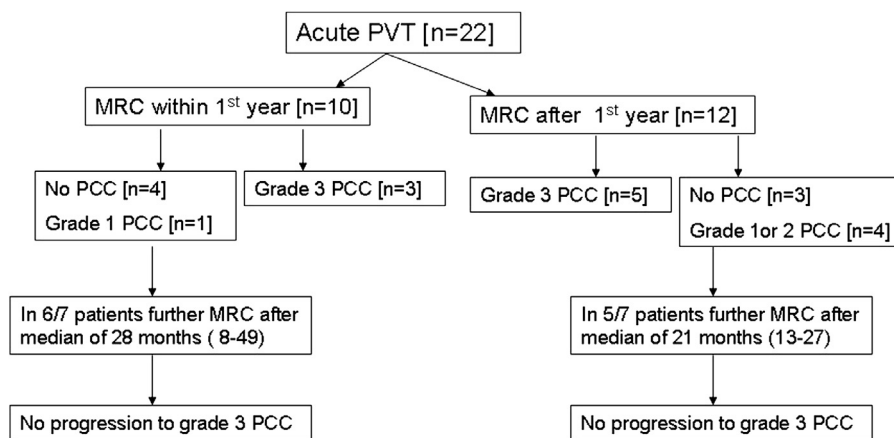 Acute PVT [n=22]
MRC within 1st year [n=10]
MRC after 1st year [n=12]
No PCC [n=4]
Grade 1 PCC [n=1]
Grade 3 PCC [n=3]
Grade 3 PCC [n=5]
No PCC [n=3]
Grade 1or 2 PCC [n=4]
In 6/7 patients further MRC after
median of 28 months ( 8-49)
In 5/7 patients further MRC after
median of 21 months (13-27)
No progression to grade 3 PCC
No progression to grade 3 PCC